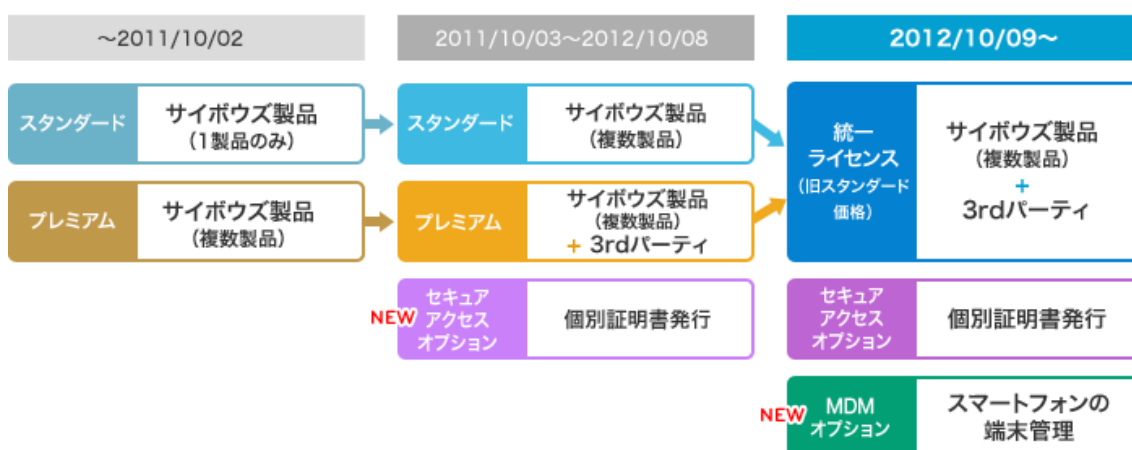 ～2011/10/02
2011/10/03～2012/10/08
2012/10/09～
スタンダード
サイボウズ製品
（1製品のみ）
スタンダード
サイボウズ製品
（複数製品）
統一
ライセンス
（旧スタンダード
価格）
サイボウズ製品
（複数製品）
+
3rdパーティ
プレミアム
サイボウズ製品
（複数製品）
プレミアム
サイボウズ製品
（複数製品）
+ 3rdパーティ
NEW
セキュア
アクセス
オプション
個別証明書発行
セキュア
アクセス
オプション
個別証明書発行
NEW
MDM
オプション
スマートフォンの
端末管理